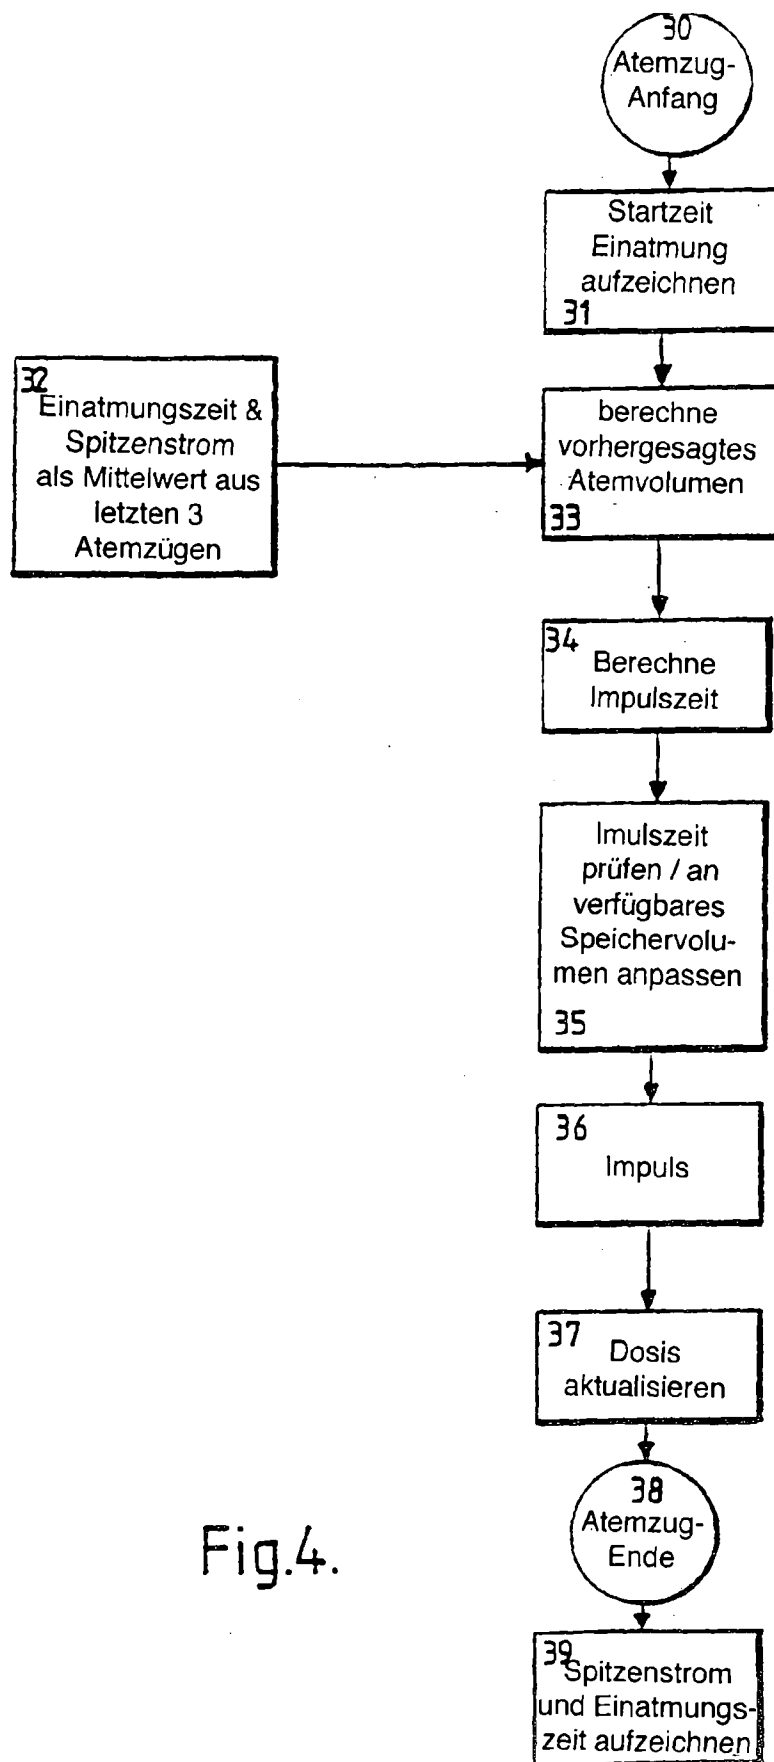 30
Atemzug-
Anfang
Startzeit
Einatmung
aufzeichnen
31
32
Einatmungszeit &
Spitzenstrom
als Mittelwert aus
letzten 3
Atemzügen
berechne
vorhergesagtes
Atemvolumen
33
34
Berechne
Impulszeit
Imulszeit
prüfen / an
verfügbares
Speichervolu-
men anpassen
35
36
Impuls
37
Dosis
aktualisieren
38
Atemzug-
Ende
39
Spitzenstrom
und Einatmungs-
zeit aufzeichnen
Fig.4.